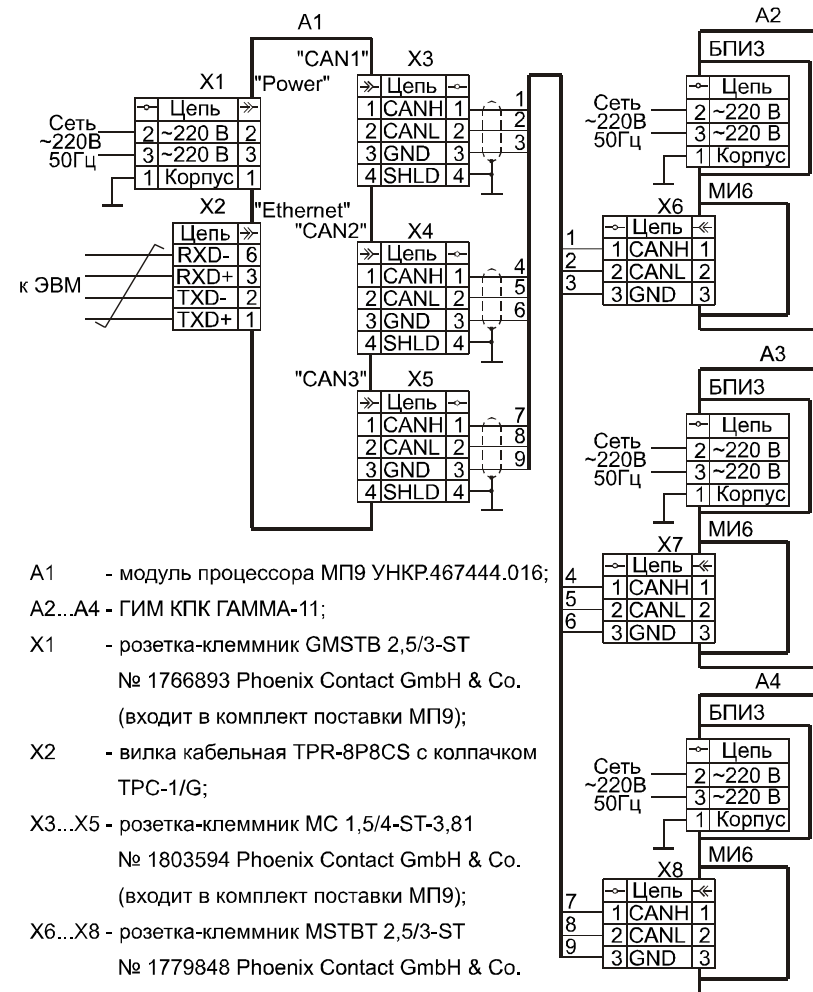 A1
"CAN1" X3
X1 "Power"
Цепь
1 CANH 1
2 CANL 2
3 GND 3
4 SHLD 4
1
2
3
Цепь
2 ~220 В 2
3 ~220 В 3
1 Корпус 1
Сеть
~220В
50Гц
X2 "Ethernet"
Цепь
RXD- 6
RXD+ 3
TXD- 2
TXD+ 1
к ЭВМ
"CAN2" X4
Цепь
1 CANH 1
2 CANL 2
3 GND 3
4 SHLD 4
4
5
6
"CAN3" X5
Цепь
1 CANH 1
2 CANL 2
3 GND 3
4 SHLD 4
7
8
9
A2
БПИ3
Цепь
2 ~220 В
3 ~220 В
1 Корпус
Сеть
~220В
50Гц
МИ6
X6
Цепь
1 1 CANH 1
2 2 CANL 2
3 3 GND 3
A3
БПИ3
Цепь
2 ~220 В
3 ~220 В
1 Корпус
Сеть
~220В
50Гц
МИ6
X7
Цепь
4 1 CANH 1
5 2 CANL 2
6 3 GND 3
A4
БПИ3
Цепь
2 ~220 В
3 ~220 В
1 Корпус
Сеть
~220В
50Гц
МИ6
X8
Цепь
7 1 CANH 1
8 2 CANL 2
9 3 GND 3
A1 - модуль процессора МП9 УНКР.467444.016;
A2...A4 - ГИМ КПК ГАММА-11;
X1 - розетка-клеммник GMSTB 2,5/3-ST
№ 1766893 Phoenix Contact GmbH & Co.
(входит в комплект поставки МП9);
X2 - вилка кабельная TPR-8P8CS с колпачком
TPC-1/G;
X3...X5 - розетка-клеммник MC 1,5/4-ST-3,81
№ 1803594 Phoenix Contact GmbH & Co.
(входит в комплект поставки МП9);
X6...X8 - розетка-клеммник MSTBT 2,5/3-ST
№ 1779848 Phoenix Contact GmbH & Co.